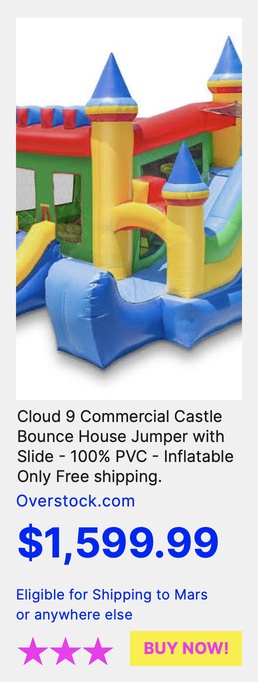 Cloud 9 Commercial Castle
Bounce House Jumper with
Slide - 100% PVC - Inflatable
Only Free shipping.
Overstock.com
$1,599.99
Eligible for Shipping to Mars
or anywhere else
BUY NOW!